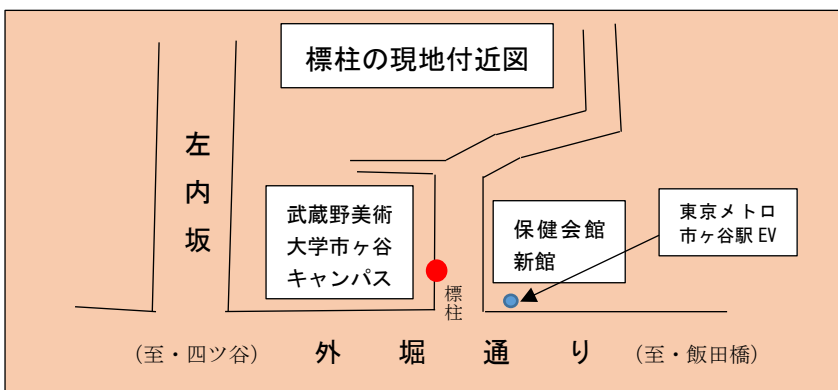 標柱の現地付近図
左内坂
武蔵野美術
大学市ヶ谷
キャンパス
標柱
保健会館
新館
東京メトロ
市ヶ谷駅 EV
(至・四ツ谷) 外堀通り (至・飯田橋)